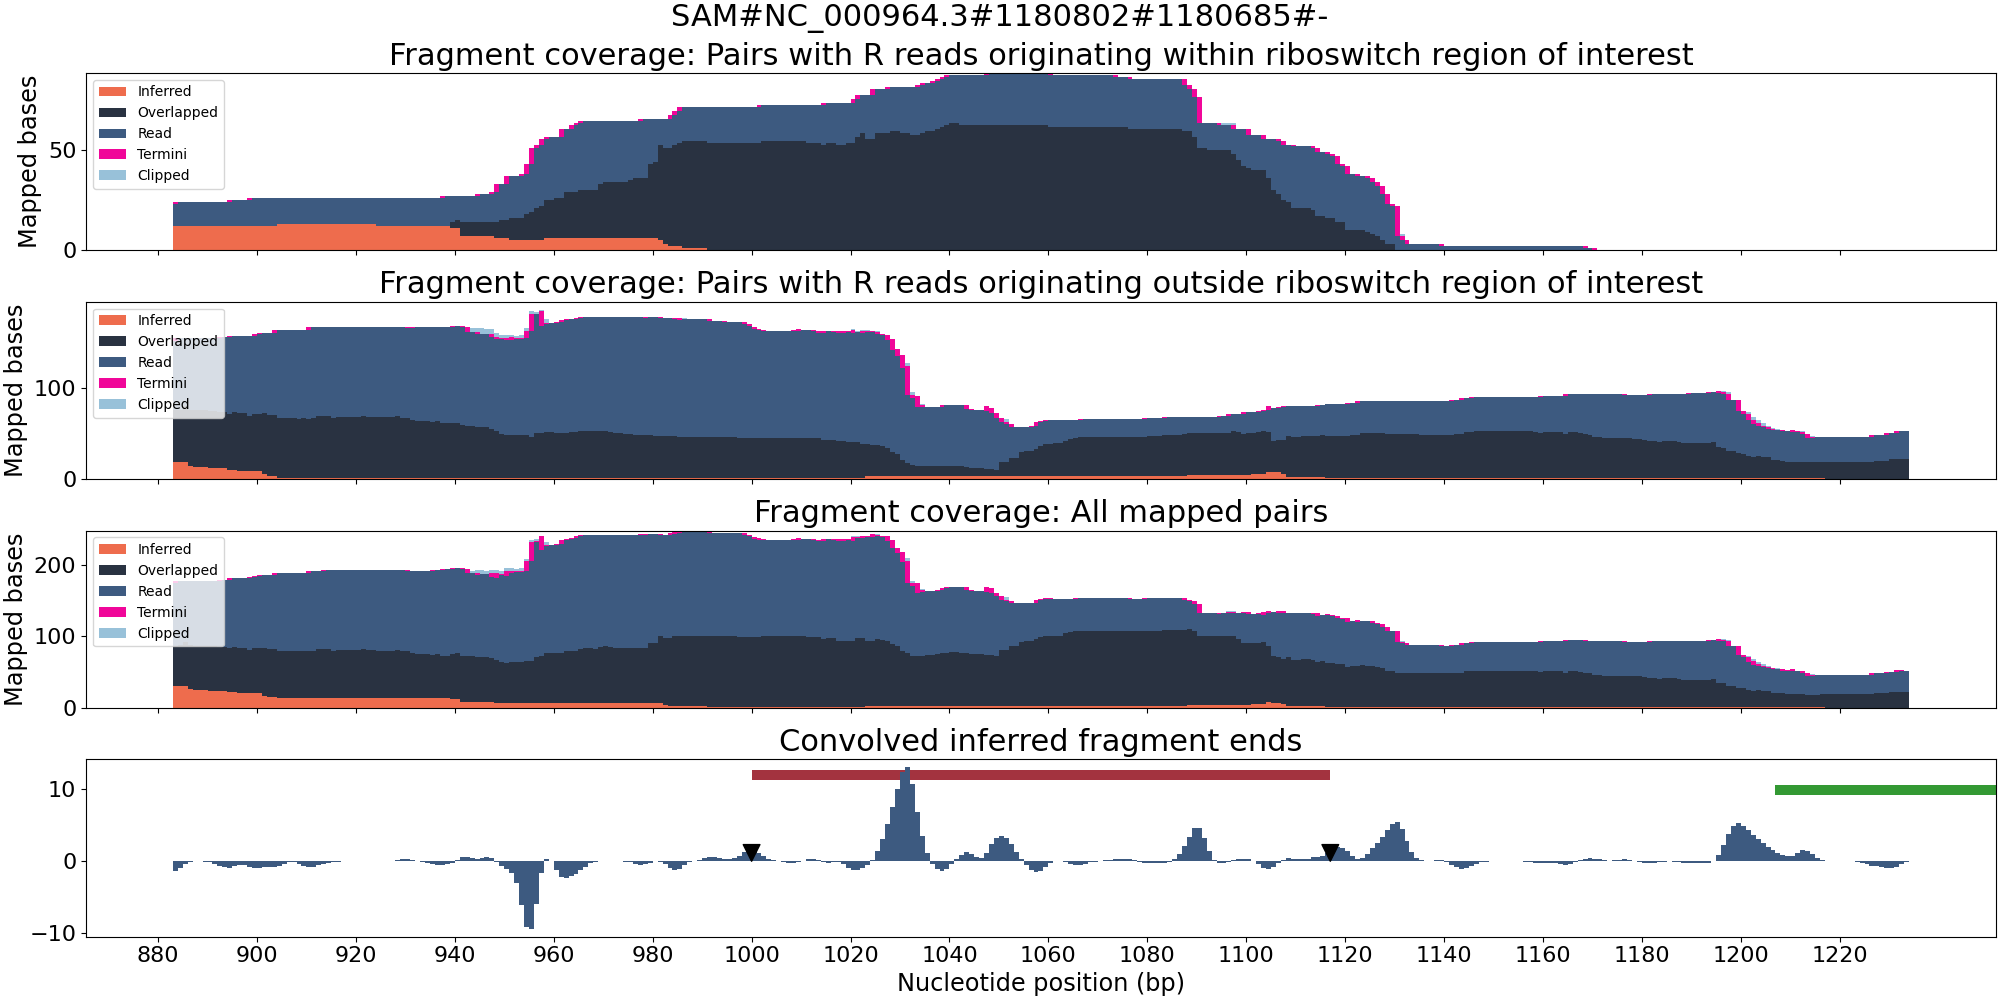 SAM#NC_000964.3#1180802#1180685#-
Fragment coverage: Pairs with R reads originating within riboswitch region of interest
Mapped bases
50
0
Inferred
Overlapped
Read
Termini
Clipped
Fragment coverage: Pairs with R reads originating outside riboswitch region of interest
Mapped bases
100
0
Inferred
Overlapped
Read
Termini
Clipped
Fragment coverage: All mapped pairs
Mapped bases
200
100
0
Inferred
Overlapped
Read
Termini
Clipped
Convolved inferred fragment ends
10
0
−10
880 900 920 940 960 980 1000 1020 1040 1060 1080 1100 1120 1140 1160 1180 1200 1220
Nucleotide position (bp)